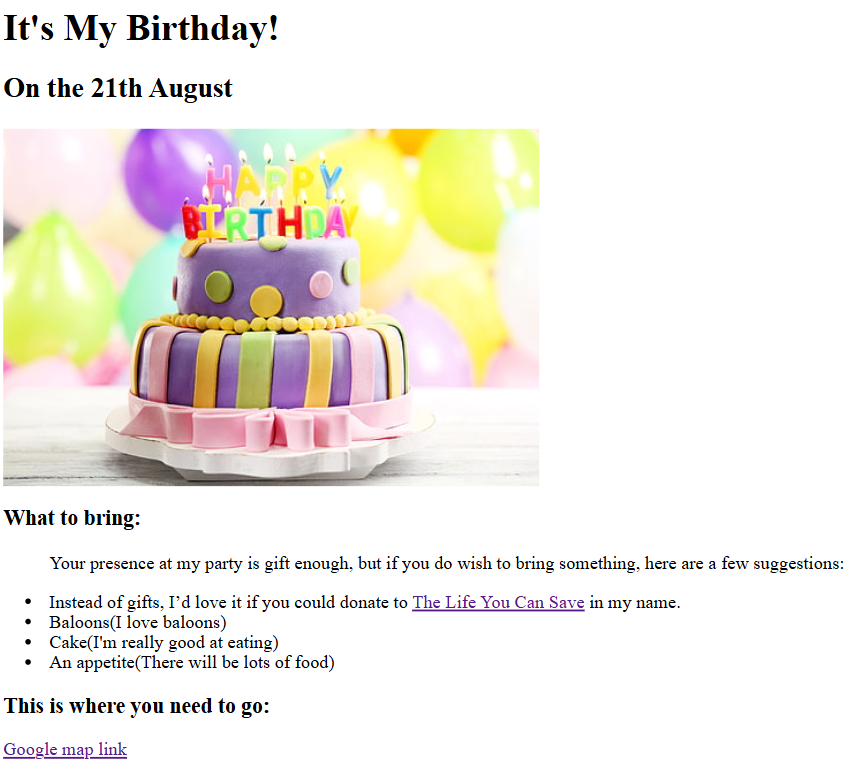 It's My Birthday!
On the 21th August
HAPPY
BIRTHDAY
What to bring:
Your presence at my party is gift enough, but if you do wish to bring something, here are a few suggestions:
• Instead of gifts, I’d love it if you could donate to The Life You Can Save in my name.
• Baloons(I love baloons)
• Cake(I'm really good at eating)
• An appetite(There will be lots of food)
This is where you need to go:
Google map link